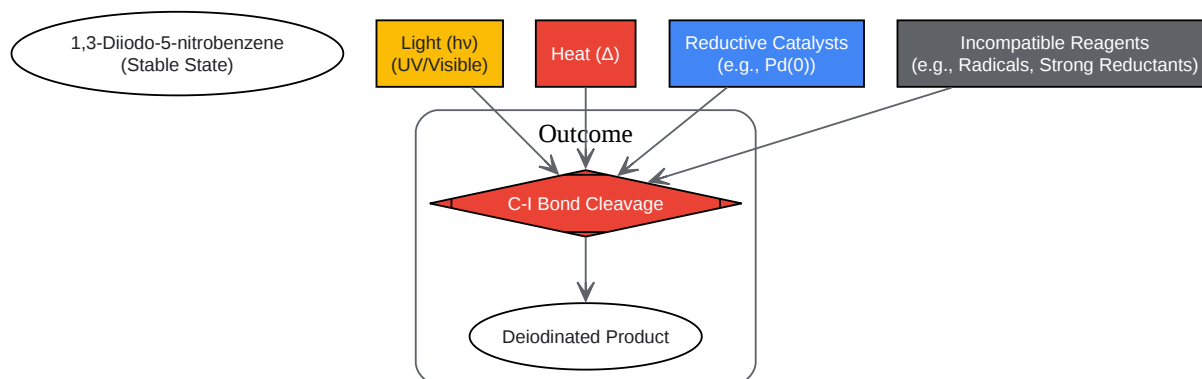 1,3-Diiodo-5-nitrobenzene
(Stable State)
Light (hν)
(UV/Visible)
Heat (Δ)
Reductive Catalysts
(e.g., Pd(0))
Incompatible Reagents
(e.g., Radicals, Strong Reductants)
Outcome
C-I Bond Cleavage
Deiodinated Product